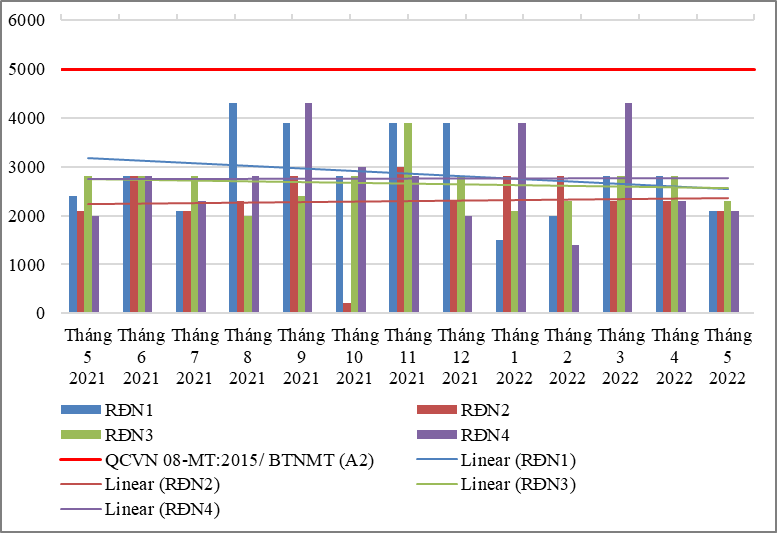 6000
5000
4000
3000
2000
1000
0
Tháng Tháng Tháng Tháng Tháng Tháng Tháng Tháng Tháng Tháng Tháng Tháng Tháng
5 6 7 8 9 10 11 12 1 2 3 4 5
2021 2021 2021 2021 2021 2021 2021 2021 2022 2022 2022 2022 2022
RĐN1 RĐN2
RĐN3 RĐN4
QCVN 08-MT:2015/ BTNMT (A2) Linear (RĐN1)
Linear (RĐN2) Linear (RĐN3)
Linear (RĐN4)